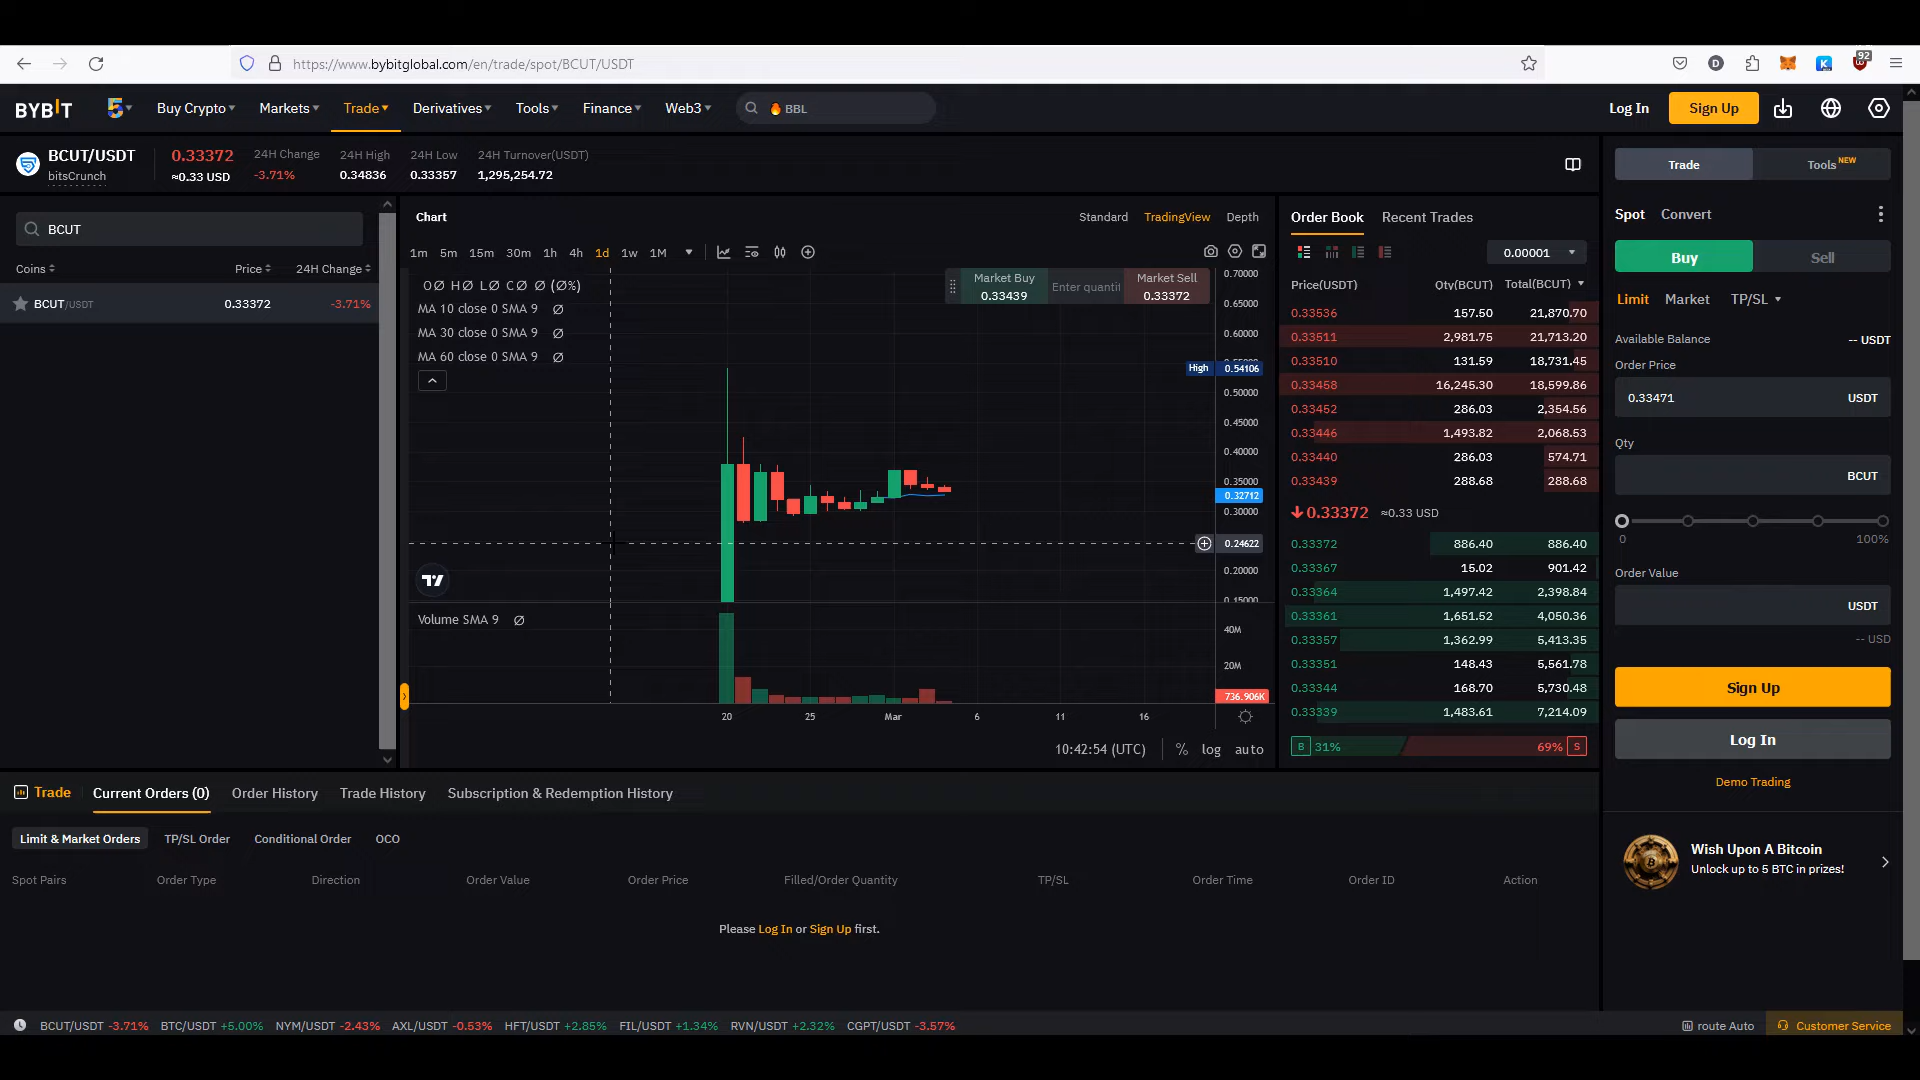 https://www.bybitglobal.com/en/trade/spot/BCUT/USDT
92
BYBIT
Buy Crypto
Markets
Trade
Derivatives
Tools
Finance
Web3
BBL
Log In
Sign Up
BCUT/USDT
bitsCrunch
0.33372
≈0.33 USD
24H Change
-3.71%
24H High
0.34836
24H Low
0.33357
24H Turnover(USDT)
1,295,254.72
Trade
Tools NEW
BCUT
Coins Price 24H Change
BCUT/USDT 0.33372 -3.71%
Chart
Standard TradingView Depth
1m 5m 15m 30m 1h 4h 1d 1w 1M
OØ HØ LØ CØ Ø (Ø%)
MA 10 close 0 SMA 9 Ø
MA 30 close 0 SMA 9 Ø
MA 60 close 0 SMA 9 Ø
Market Buy
0.33439
Enter quantit
Market Sell
0.33372
0.70000
0.65000
0.60000
High 0.54106
0.50000
0.45000
0.40000
0.35000
0.32712
0.30000
0.24622
0.20000
0.15000
Volume SMA 9 Ø
40M
20M
736.906K
20 25 Mar 6 11 16
10:42:54 (UTC) % log auto
Order Book Recent Trades
0.00001
Price(USDT) Qty(BCUT) Total(BCUT)
0.33536 157.50 21,870.70
0.33511 2,981.75 21,713.20
0.33510 131.59 18,731.45
0.33458 16,245.30 18,599.86
0.33452 286.03 2,354.56
0.33446 1,493.82 2,068.53
0.33440 286.03 574.71
0.33439 288.68 288.68
0.33372 ≈0.33 USD
0.33372 886.40 886.40
0.33367 15.02 901.42
0.33364 1,497.42 2,398.84
0.33361 1,651.52 4,050.36
0.33357 1,362.99 5,413.35
0.33351 148.43 5,561.78
0.33344 168.70 5,730.48
0.33339 1,483.61 7,214.09
B 31% 69% S
Spot Convert
Buy Sell
Limit Market TP/SL
Available Balance -- USDT
Order Price
0.33471 USDT
Qty
BCUT
0 100%
Order Value
USDT
-- USD
Sign Up
Log In
Demo Trading
Wish Upon A Bitcoin
Unlock up to 5 BTC in prizes!
Trade Current Orders (0) Order History Trade History Subscription & Redemption History
Limit & Market Orders TP/SL Order Conditional Order OCO
Spot Pairs Order Type Direction Order Value Order Price Filled/Order Quantity TP/SL Order Time Order ID Action
Please Log In or Sign Up first.
BCUT/USDT -3.71% BTC/USDT +5.00% NYM/USDT -2.43% AXL/USDT -0.53% HFT/USDT +2.85% FIL/USDT +1.34% RVN/USDT +2.32% CGPT/USDT -3.57%
route Auto
Customer Service